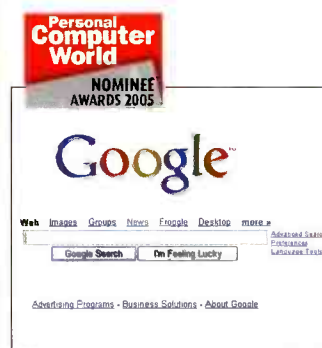 Personal
Computer
World
NOMINEE
AWARDS 2005
Google™
Web Images Groups News Froogle Desktop more »
Advanced Search
Preferences
Language Tools
Google Search I'm Feeling Lucky
Advertising Programs - Business Solutions - About Google